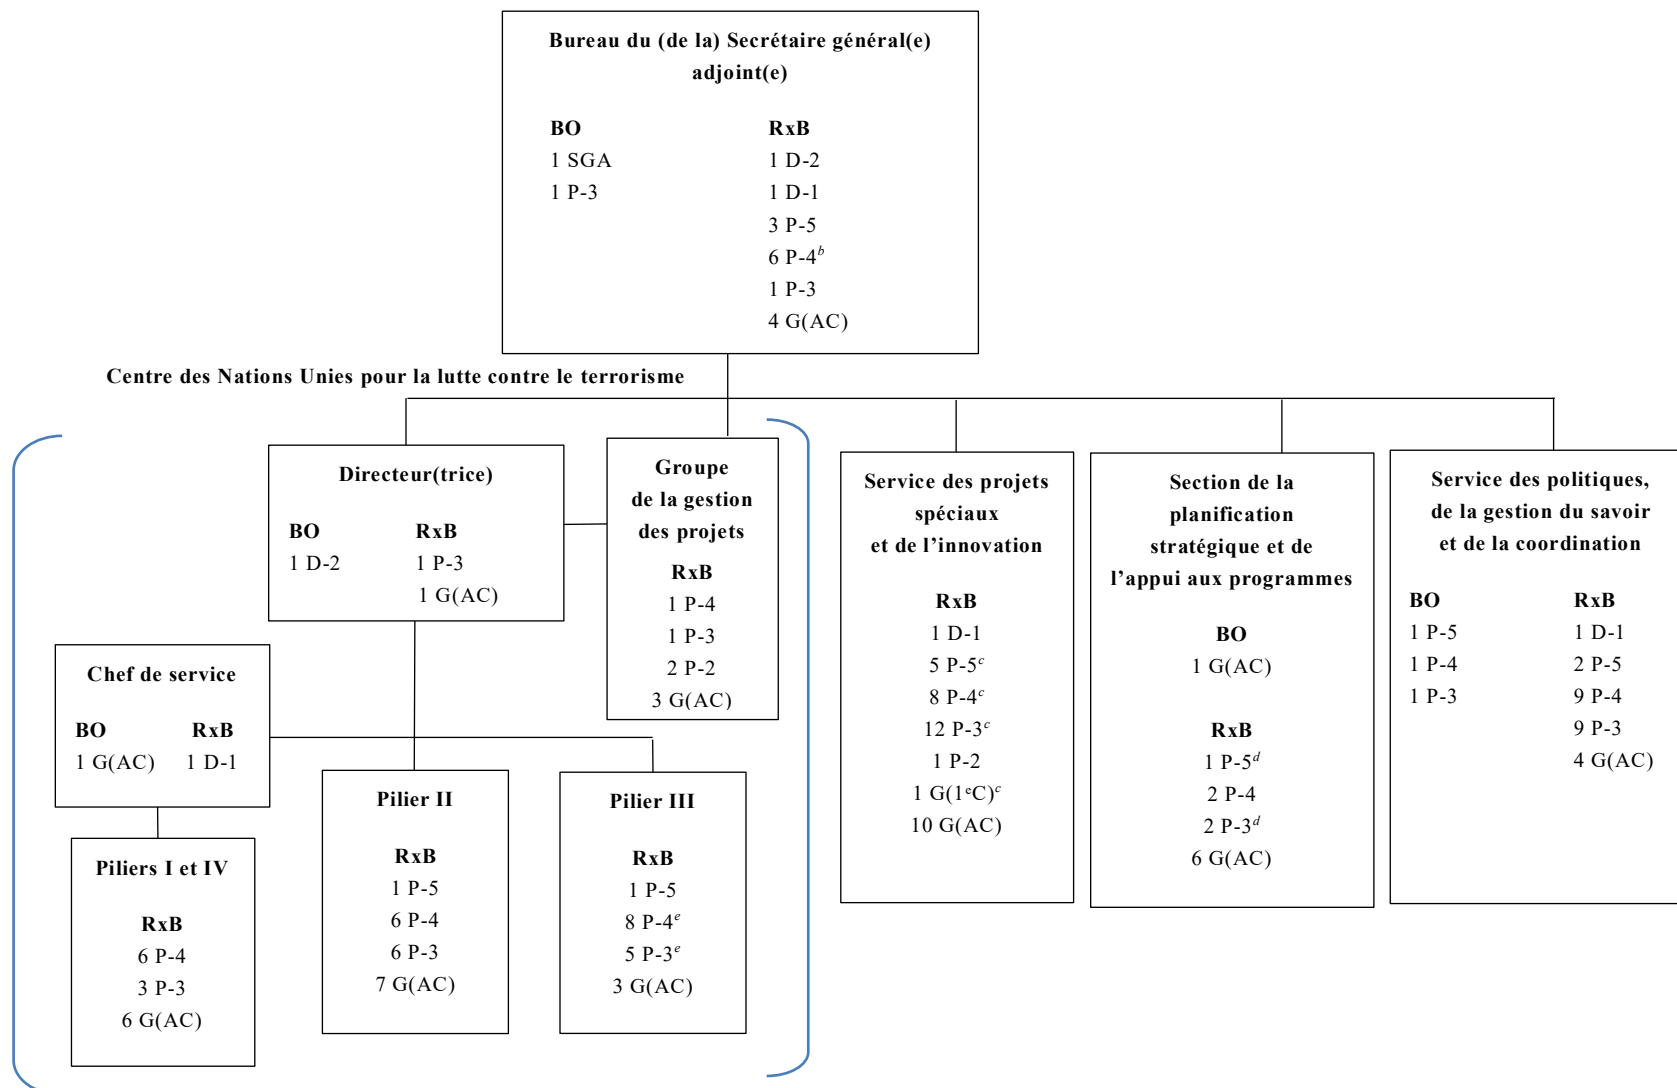 Bureau du (de la) Secrétaire général(e)
adjoint(e)
BO
RxB
1 SGA
1 D-2
1 P-3
1 D-1
3 P-5
6 P-4ᵇ
1 P-3
4 G(AC)
Centre des Nations Unies pour la lutte contre le terrorisme
Directeur(trice)
BO
RxB
1 D-2
1 P-3
1 G(AC)
Groupe
de la gestion
des projets
RxB
1 P-4
1 P-3
2 P-2
3 G(AC)
Chef de service
BO
RxB
1 G(AC)
1 D-1
Piliers I et IV
RxB
6 P-4
3 P-3
6 G(AC)
Pilier II
RxB
1 P-5
6 P-4
6 P-3
7 G(AC)
Pilier III
RxB
1 P-5
8 P-4ᵉ
5 P-3ᵉ
3 G(AC)
Service des projets
spéciaux
et de l’innovation
RxB
1 D-1
5 P-5ᶜ
8 P-4ᶜ
12 P-3ᶜ
1 P-2
1 G(1ᵉC)ᶜ
10 G(AC)
Section de la
planification
stratégique et de
l’appui aux programmes
BO
1 G(AC)
RxB
1 P-5ᵈ
2 P-4
2 P-3ᵈ
6 G(AC)
Service des politiques,
de la gestion du savoir
et de la coordination
BO
RxB
1 P-5
1 D-1
1 P-4
2 P-5
1 P-3
9 P-4
9 P-3
4 G(AC)